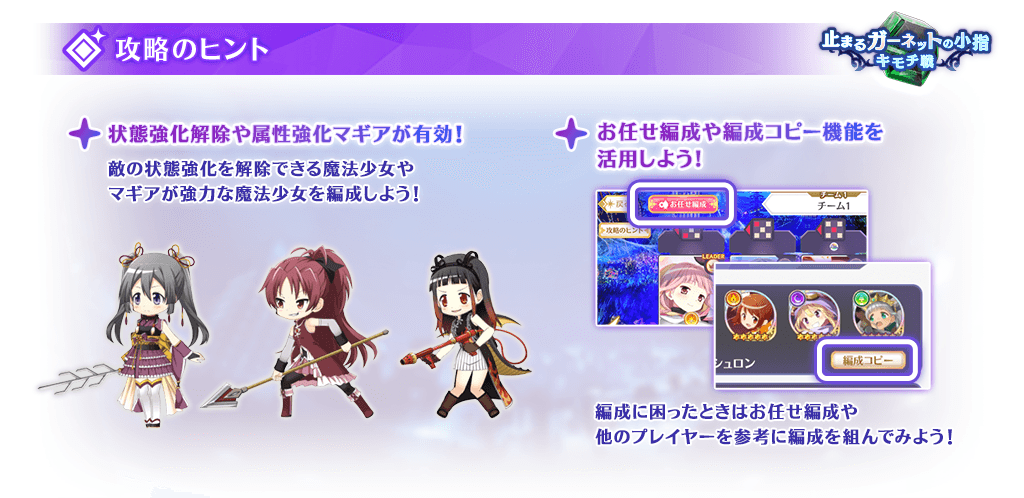 攻略のヒント
止まるガーネットの小指
キモチ戦
状態強化解除や属性強化マギアが有効！
敵の状態強化を解除できる魔法少女や
マギアが強力な魔法少女を編成しよう！
お任せ編成や編成コピー機能を
活用しよう！
お任せ編成
チーム1
攻略のヒント
LEADER
シュロン
編成コピー
編成に困ったときはお任せ編成や
他のプレイヤーを参考に編成を組んでみよう！